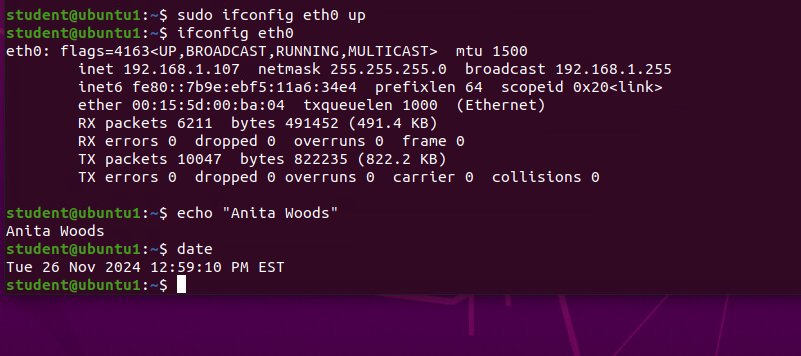 student@ubuntu1:~$ sudo ifconfig eth0 up
student@ubuntu1:~$ ifconfig eth0
eth0: flags=4163<UP,BROADCAST,RUNNING,MULTICAST>  mtu 1500
        inet 192.168.1.107  netmask 255.255.255.0  broadcast 192.168.1.255
        inet6 fe80::7b9e:ebf5:11a6:34e4  prefixlen 64  scopeid 0x20<link>
        ether 00:15:5d:00:ba:04  txqueuelen 1000  (Ethernet)
        RX packets 6211  bytes 491452 (491.4 KB)
        RX errors 0  dropped 0  overruns 0  frame 0
        TX packets 10047  bytes 822235 (822.2 KB)
        TX errors 0  dropped 0 overruns 0  carrier 0  collisions 0

student@ubuntu1:~$ echo "Anita Woods"
Anita Woods
student@ubuntu1:~$ date
Tue 26 Nov 2024 12:59:10 PM EST
student@ubuntu1:~$